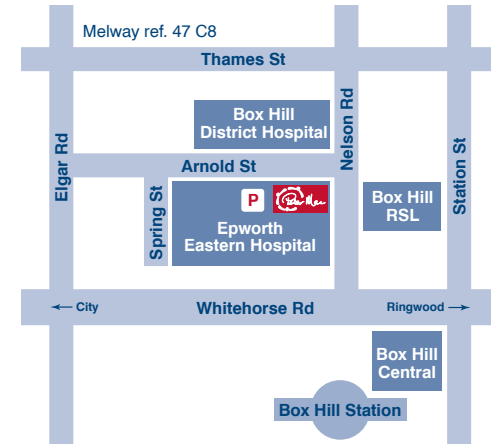 Melway ref. 47 C8
Thames St
Elgar Rd
Nelson Rd
Station St
Box Hill
District Hospital
Arnold St
Spring St
P
Epworth
Eastern Hospital
Box Hill
RSL
← City
Whitehorse Rd
Ringwood →
Box Hill
Central
Box Hill Station